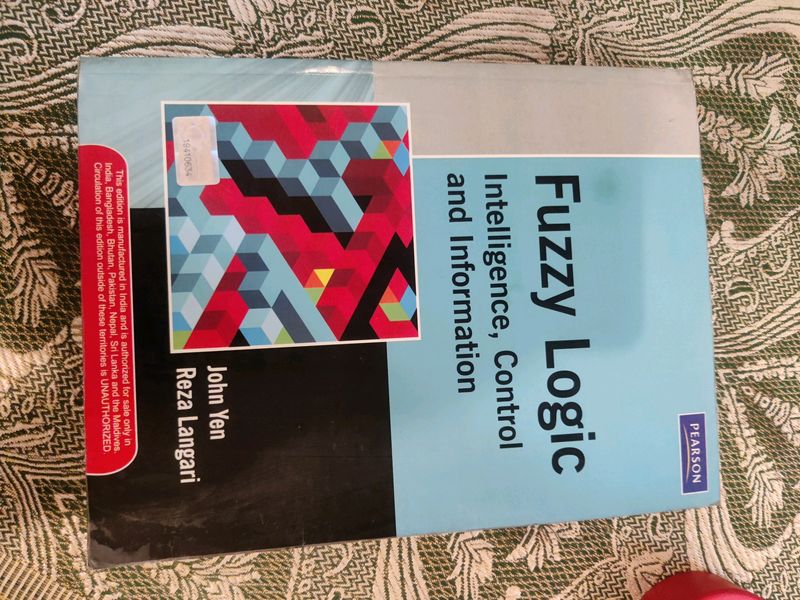 PEARSON
Fuzzy Logic
Intelligence, Control
and Information
19410634
John Yen
Reza Langari
This edition is manufactured in India and is authorized for sale only in
India, Bangladesh, Bhutan, Pakistan, Nepal, Sri Lanka and the Maldives.
Circulation of this edition outside of these territories is UNAUTHORIZED.